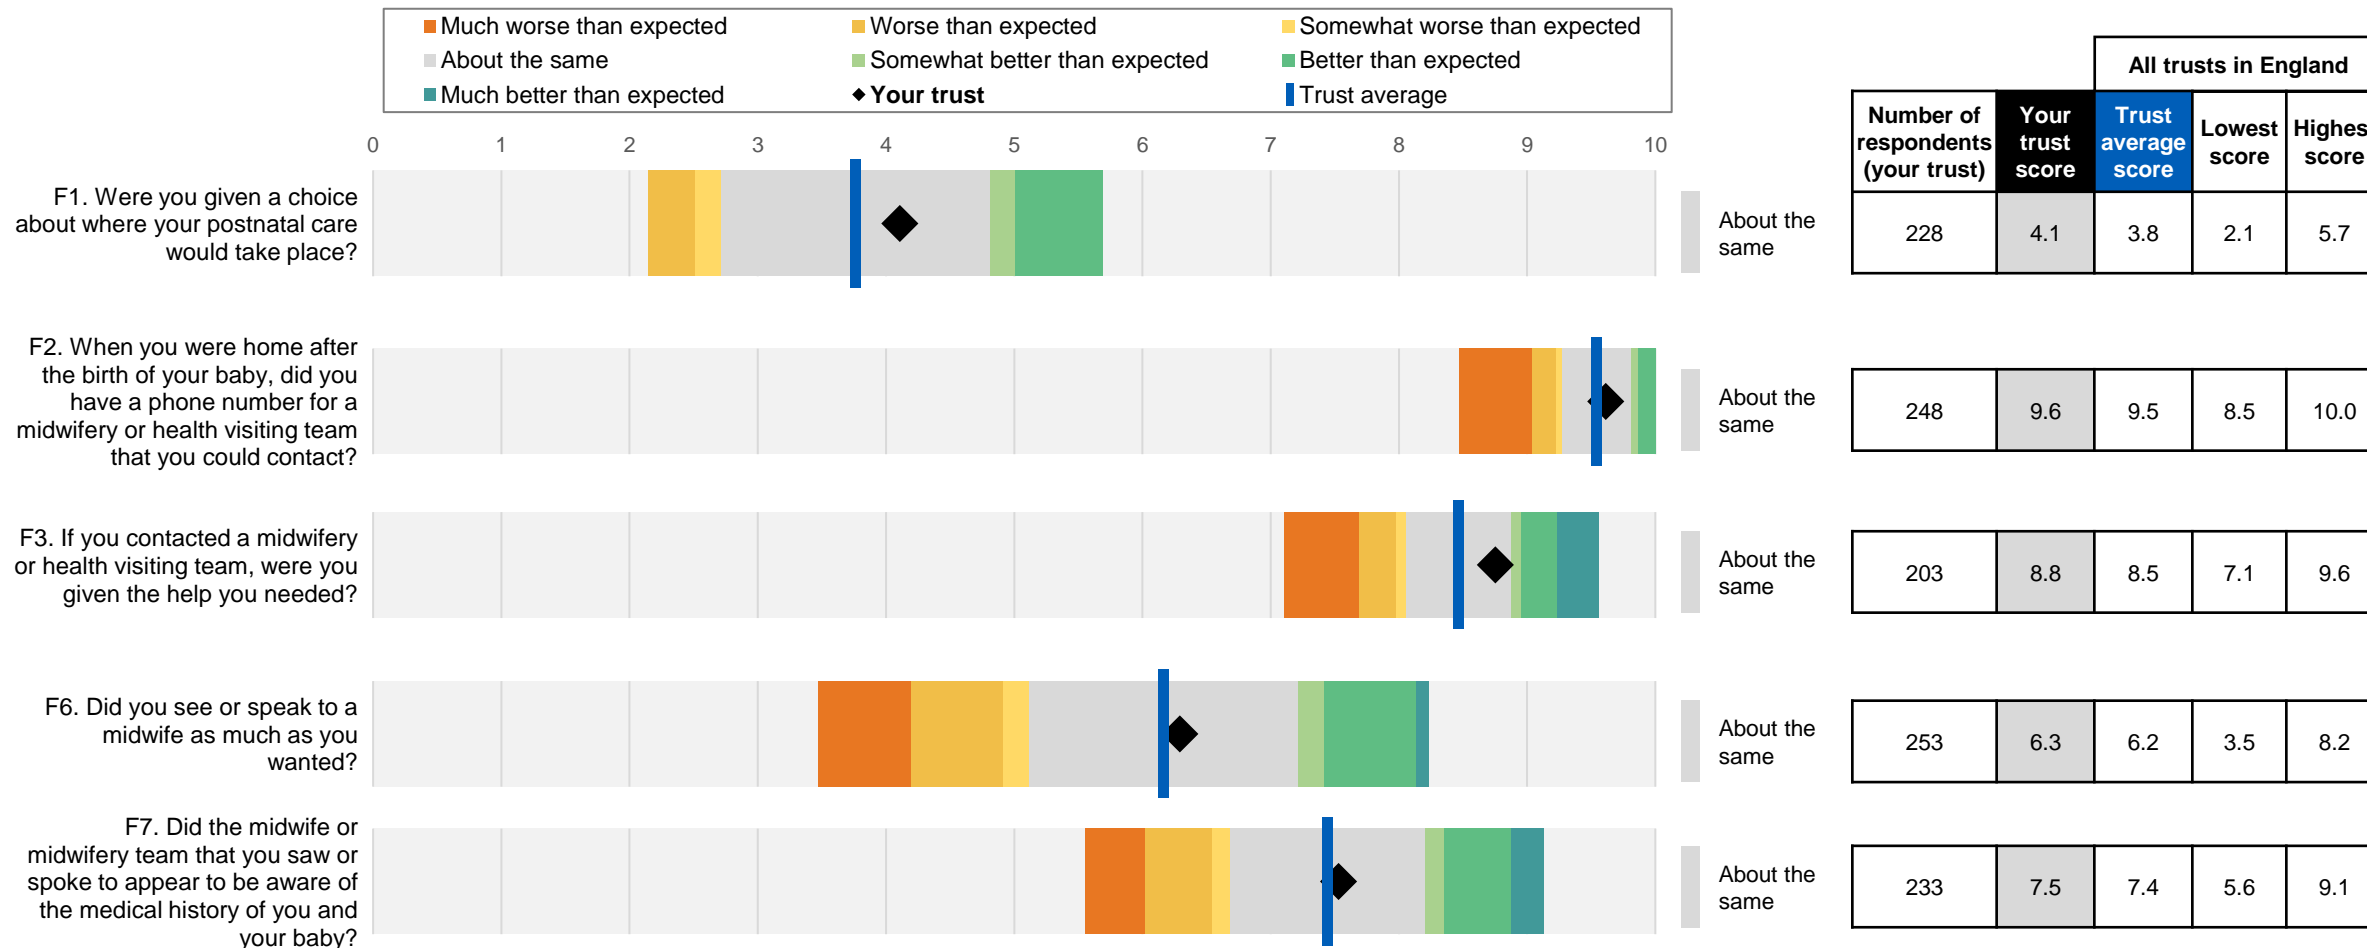 Much worse than expected
Worse than expected
Somewhat worse than expected
About the same
Somewhat better than expected
Better than expected
Much better than expected
Your trust
Trust average
All trusts in England
Number of
respondents
(your trust)
Your
trust
score
Trust
average
score
Lowest
score
Highes
score
0 1 2 3 4 5 6 7 8 9 10
F1. Were you given a choice
about where your postnatal care
would take place?
About the
same
228 4.1 3.8 2.1 5.7
F2. When you were home after
the birth of your baby, did you
have a phone number for a
midwifery or health visiting team
that you could contact?
About the
same
248 9.6 9.5 8.5 10.0
F3. If you contacted a midwifery
or health visiting team, were you
given the help you needed?
About the
same
203 8.8 8.5 7.1 9.6
F6. Did you see or speak to a
midwife as much as you
wanted?
About the
same
253 6.3 6.2 3.5 8.2
F7. Did the midwife or
midwifery team that you saw or
spoke to appear to be aware of
the medical history of you and
your baby?
About the
same
233 7.5 7.4 5.6 9.1